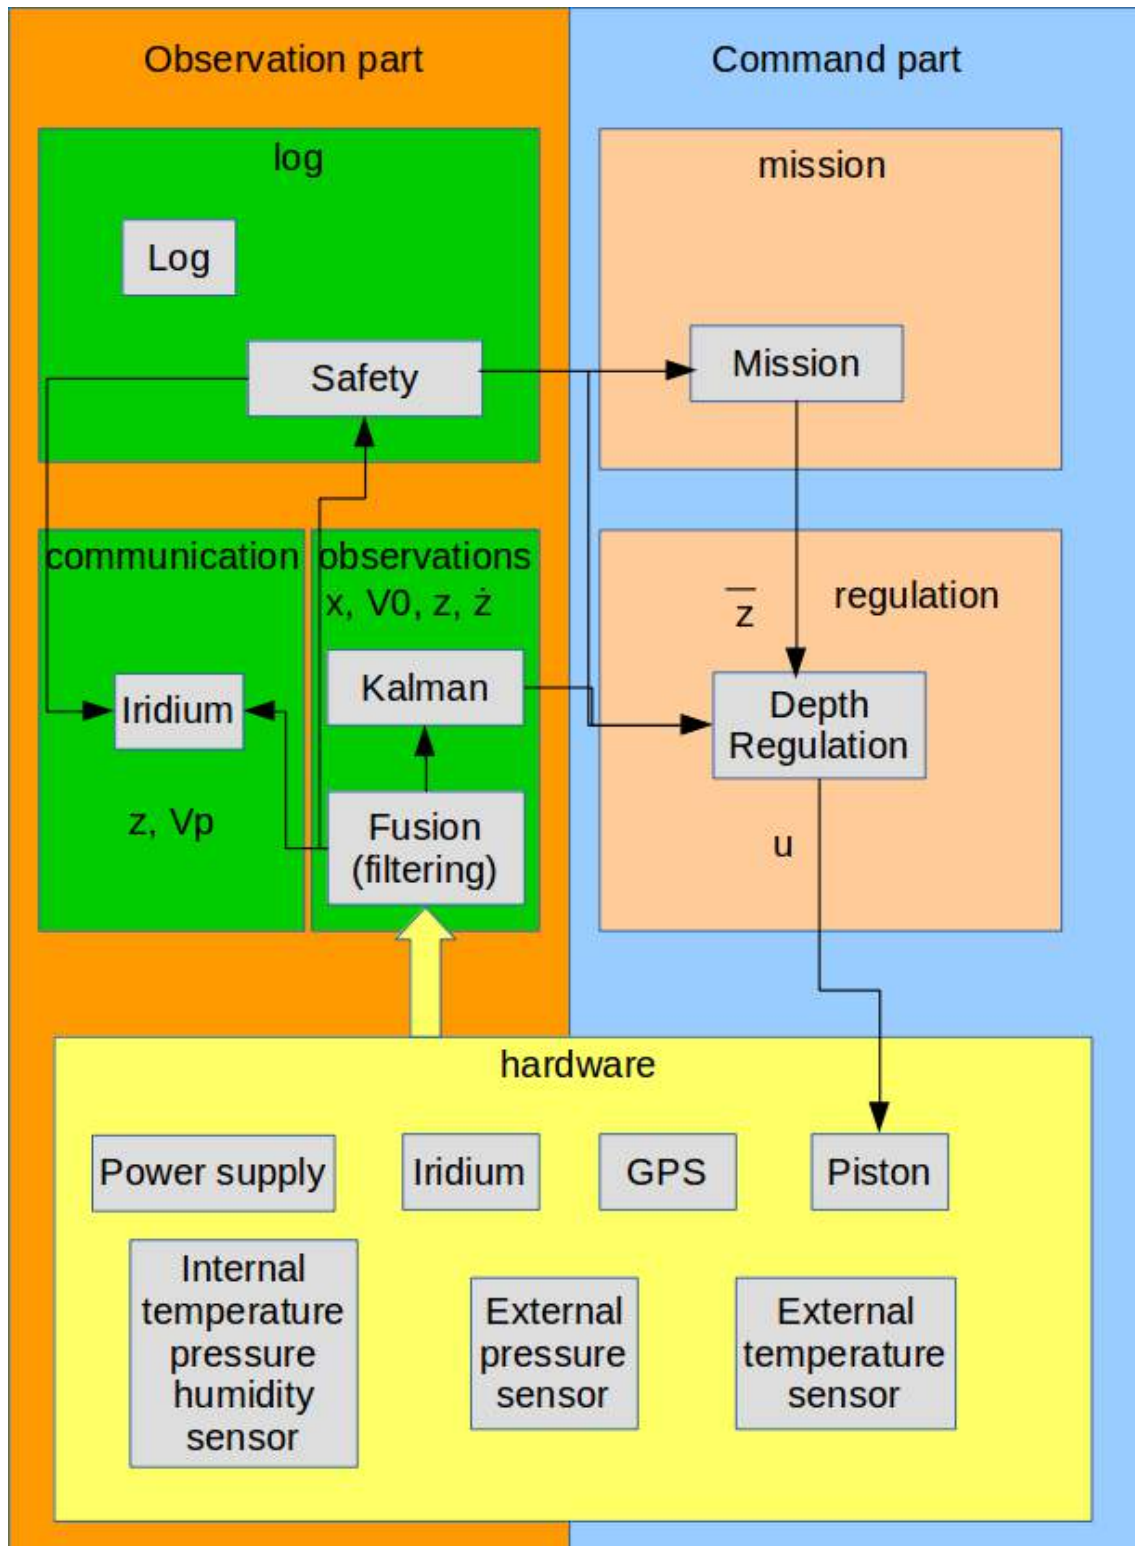 Observation part
Command part
log
mission
Log
Safety
Mission
communication
observations
x, V0, z, ż
z̅
regulation
Kalman
Iridium
Depth
Regulation
z, Vp
Fusion
(filtering)
u
hardware
Power supply
Iridium
GPS
Piston
Internal
temperature
pressure
humidity
sensor
External
pressure
sensor
External
temperature
sensor